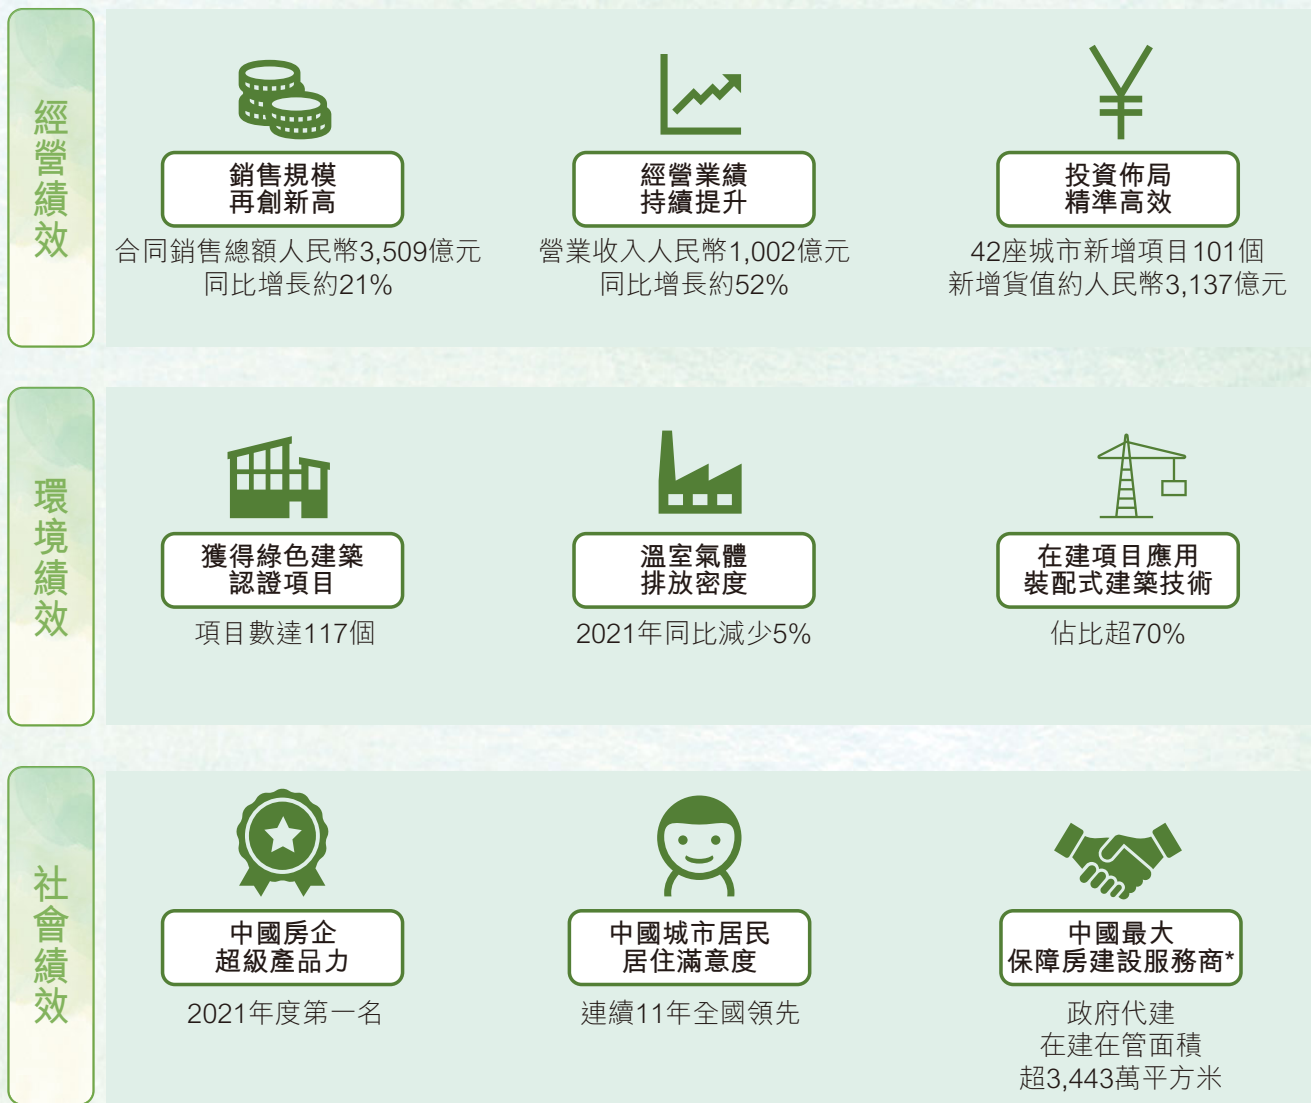 經營績效
銷售規模
再創新高
合同銷售總額人民幣3,509億元
同比增長約21%
經營業績
持續提升
營業收入人民幣1,002億元
同比增長約52%
投資佈局
精準高效
42座城市新增項目101個
新增貨值約人民幣3,137億元
環境績效
獲得綠色建築
認證項目
項目數達117個
溫室氣體
排放密度
2021年同比減少5%
在建項目應用
裝配式建築技術
佔比超70%
社會績效
中國房企
超級產品力
2021年度第一名
中國城市居民
居住滿意度
連續11年全國領先
中國最大
保障房建設服務商*
政府代建
在建在管面積
超3,443萬平方米